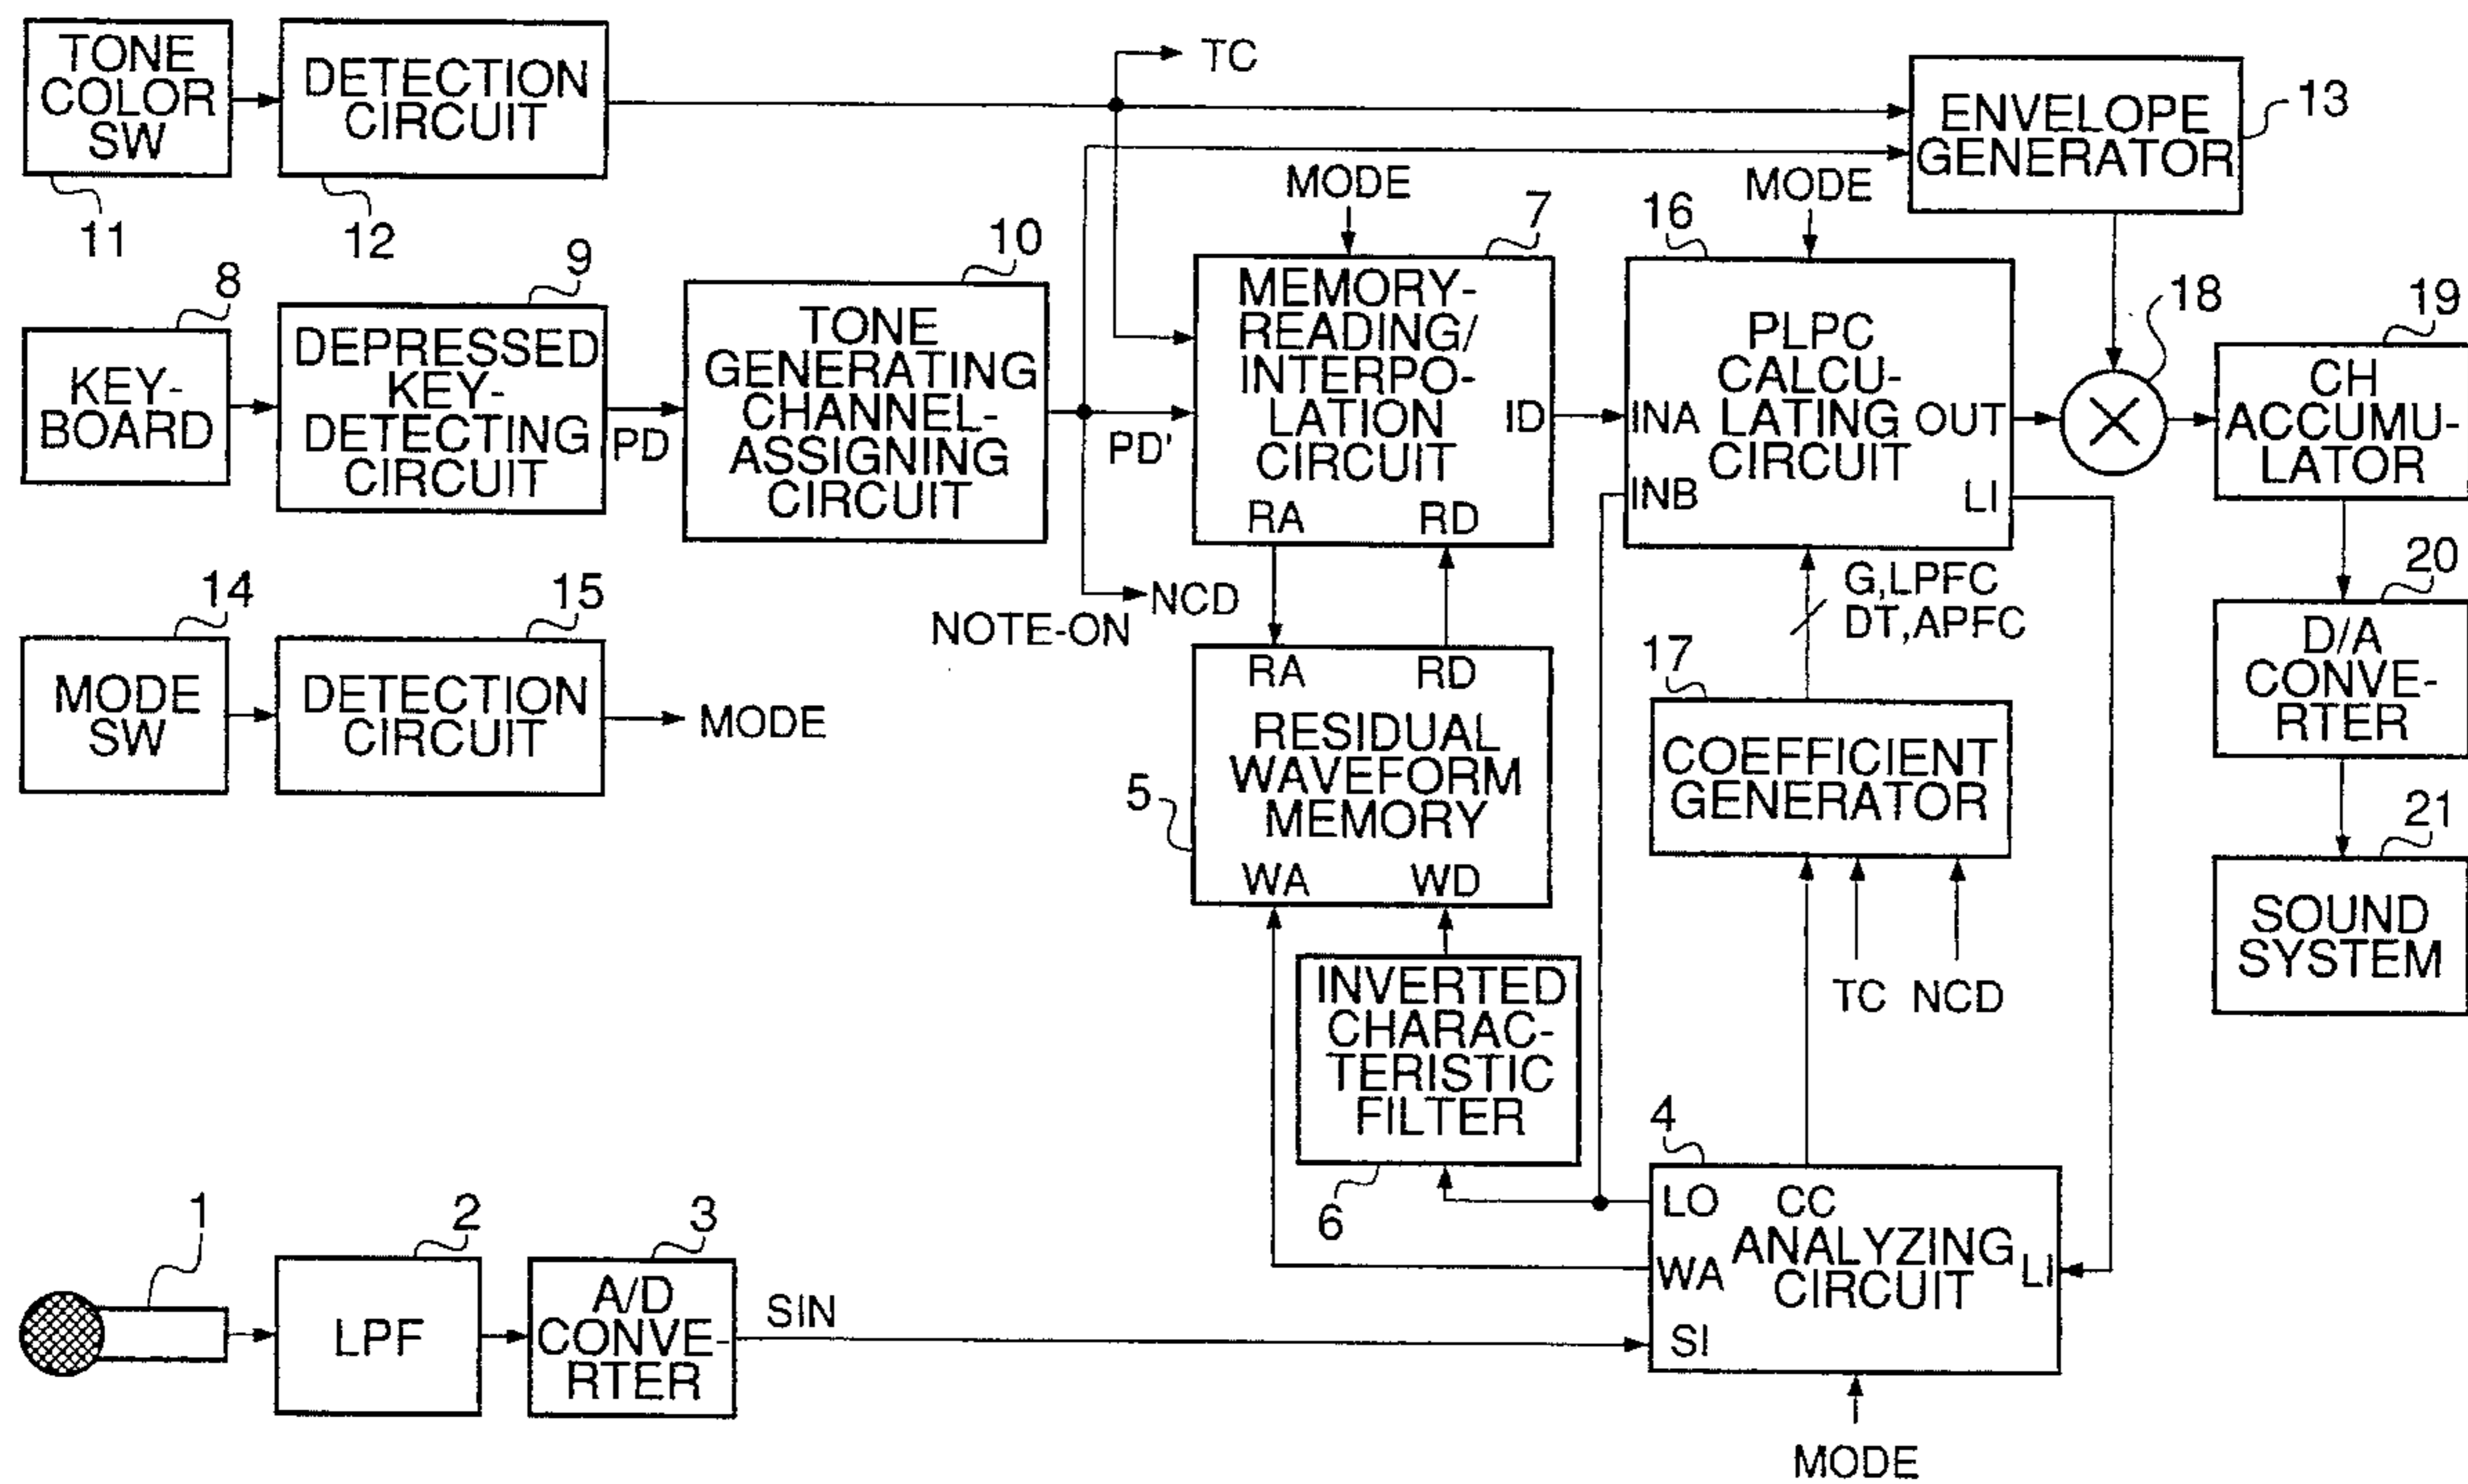 TONE
COLOR
SW
11
DETECTION
CIRCUIT
12
TC
ENVELOPE
GENERATOR
13
KEY-
BOARD
8
DEPRESSED
KEY-
DETECTING
CIRCUIT
9
PD
TONE
GENERATING
CHANNEL-
ASSIGNING
CIRCUIT
10
PD'
NCD
NOTE-ON
MODE
7
MEMORY-
READING/
INTERPO-
LATION
CIRCUIT
ID
RA RD
MODE
16
PLPC
CALCU-
LATING
CIRCUIT
INA
OUT
INB
LI
18
19
CH
ACCUMU-
LATOR
20
D/A
CONVE-
RTER
21
SOUND
SYSTEM
14
MODE
SW
15
DETECTION
CIRCUIT
MODE
5
RA RD
RESIDUAL
WAVEFORM
MEMORY
WA WD
G,LPFC
DT,APFC
17
COEFFICIENT
GENERATOR
TC NCD
INVERTED
CHARAC-
TERISTIC
FILTER
6
1
2
LPF
3
A/D
CONVE-
RTER
SIN
4
LO CC
ANALYZING
CIRCUIT
WA
LI
SI
MODE